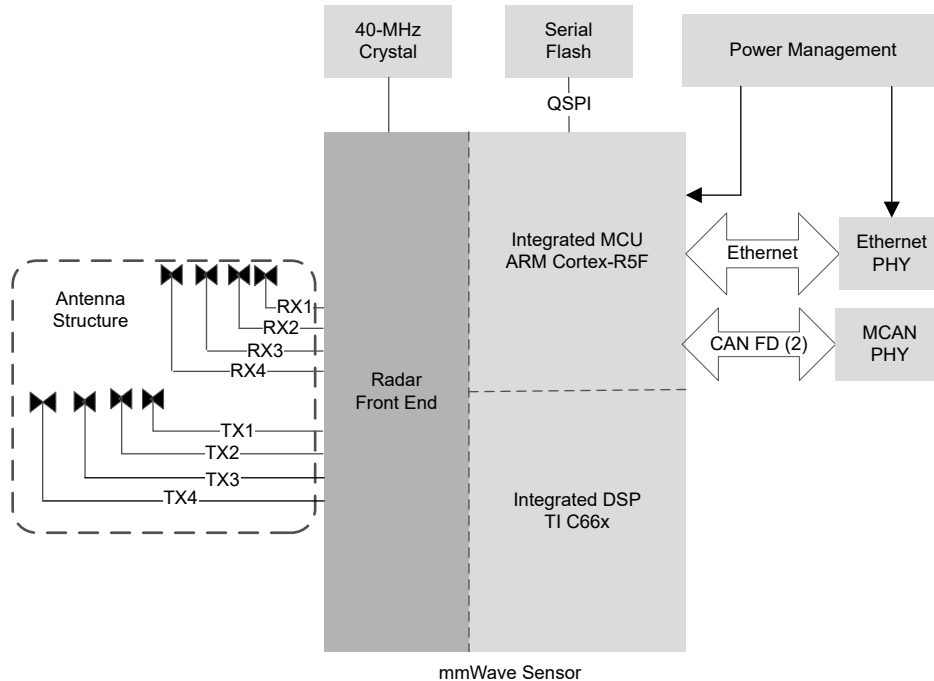 40-MHz
Crystal
Serial
Flash
Power Management
QSPI
Integrated MCU
ARM Cortex-R5F
Ethernet
Ethernet
PHY
Antenna
Structure
RX1
RX2
RX3
RX4
CAN FD (2)
MCAN
PHY
Radar
Front End
TX1
TX2
TX3
TX4
Integrated DSP
TI C66x
mmWave Sensor